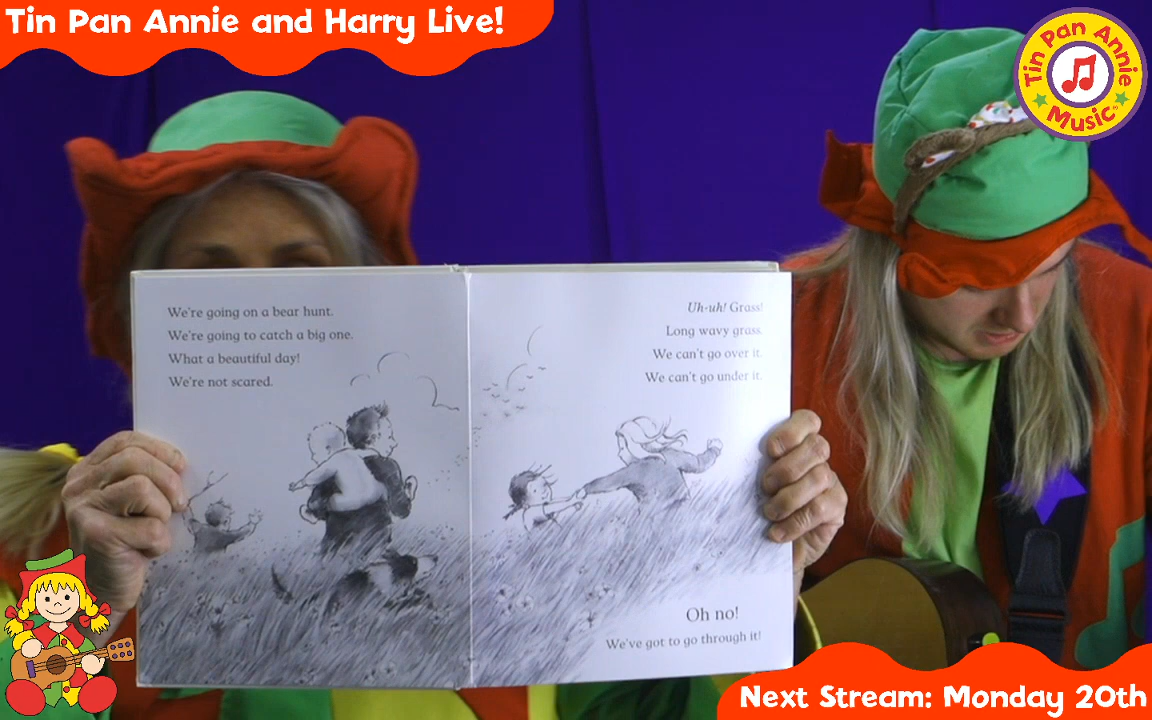 Tin Pan Annie and Harry Live!
Tin Pan Annie
Music
We're going on a bear hunt.
We're going to catch a big one.
What a beautiful day!
We're not scared.
Uh-uh! Grass!
Long wavy grass.
We can't go over it.
We can't go under it.
Oh no!
We've got to go through it!
Next Stream: Monday 20th